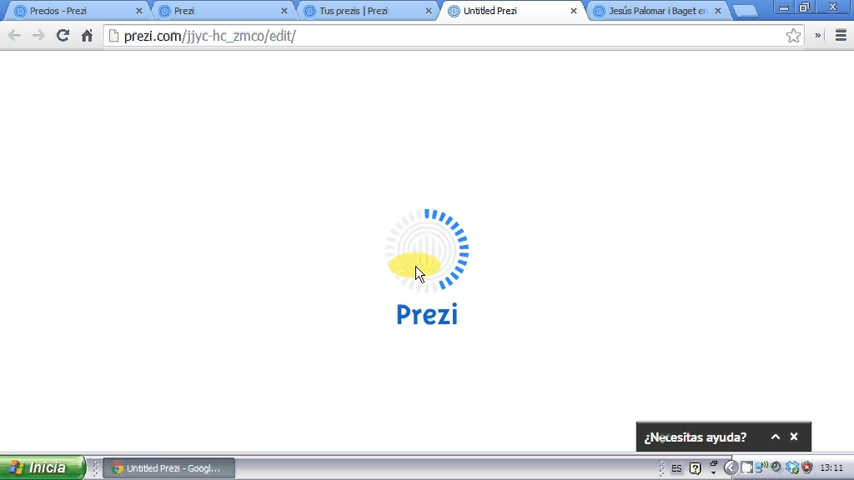 Precios - Prezi
Prezi
Tus prezis | Prezi
Untitled Prezi
Jesús Palomar i Baget en
prezi.com/jjyc-hc_zmco/edit/
Prezi
¿Necesitas ayuda?
Inicia
Untitled Prezi - Googl...
ES
13:11